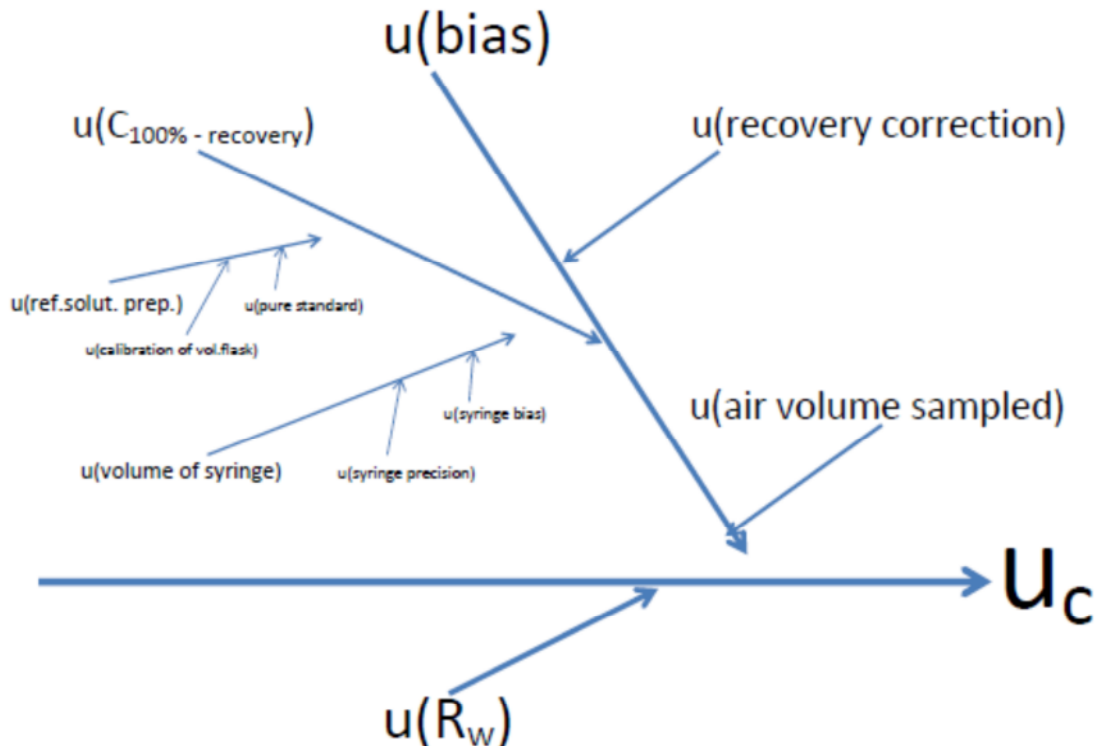 u(bias)
u(C100% - recovery)
u(recovery correction)
u(ref.solut. prep.)
u(pure standard)
u(calibration of vol.flask)
u(air volume sampled)
u(syringe bias)
u(volume of syringe)
u(syringe precision)
uc
u(Rw)